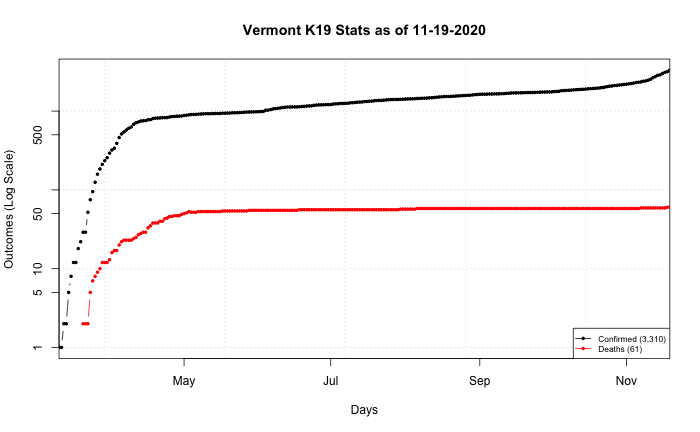 Vermont K19 Stats as of 11-19-2020
Outcomes (Log Scale)
500
50
10
5
1
Confirmed (3,310)
Deaths (61)
May
Jul
Sep
Nov
Days